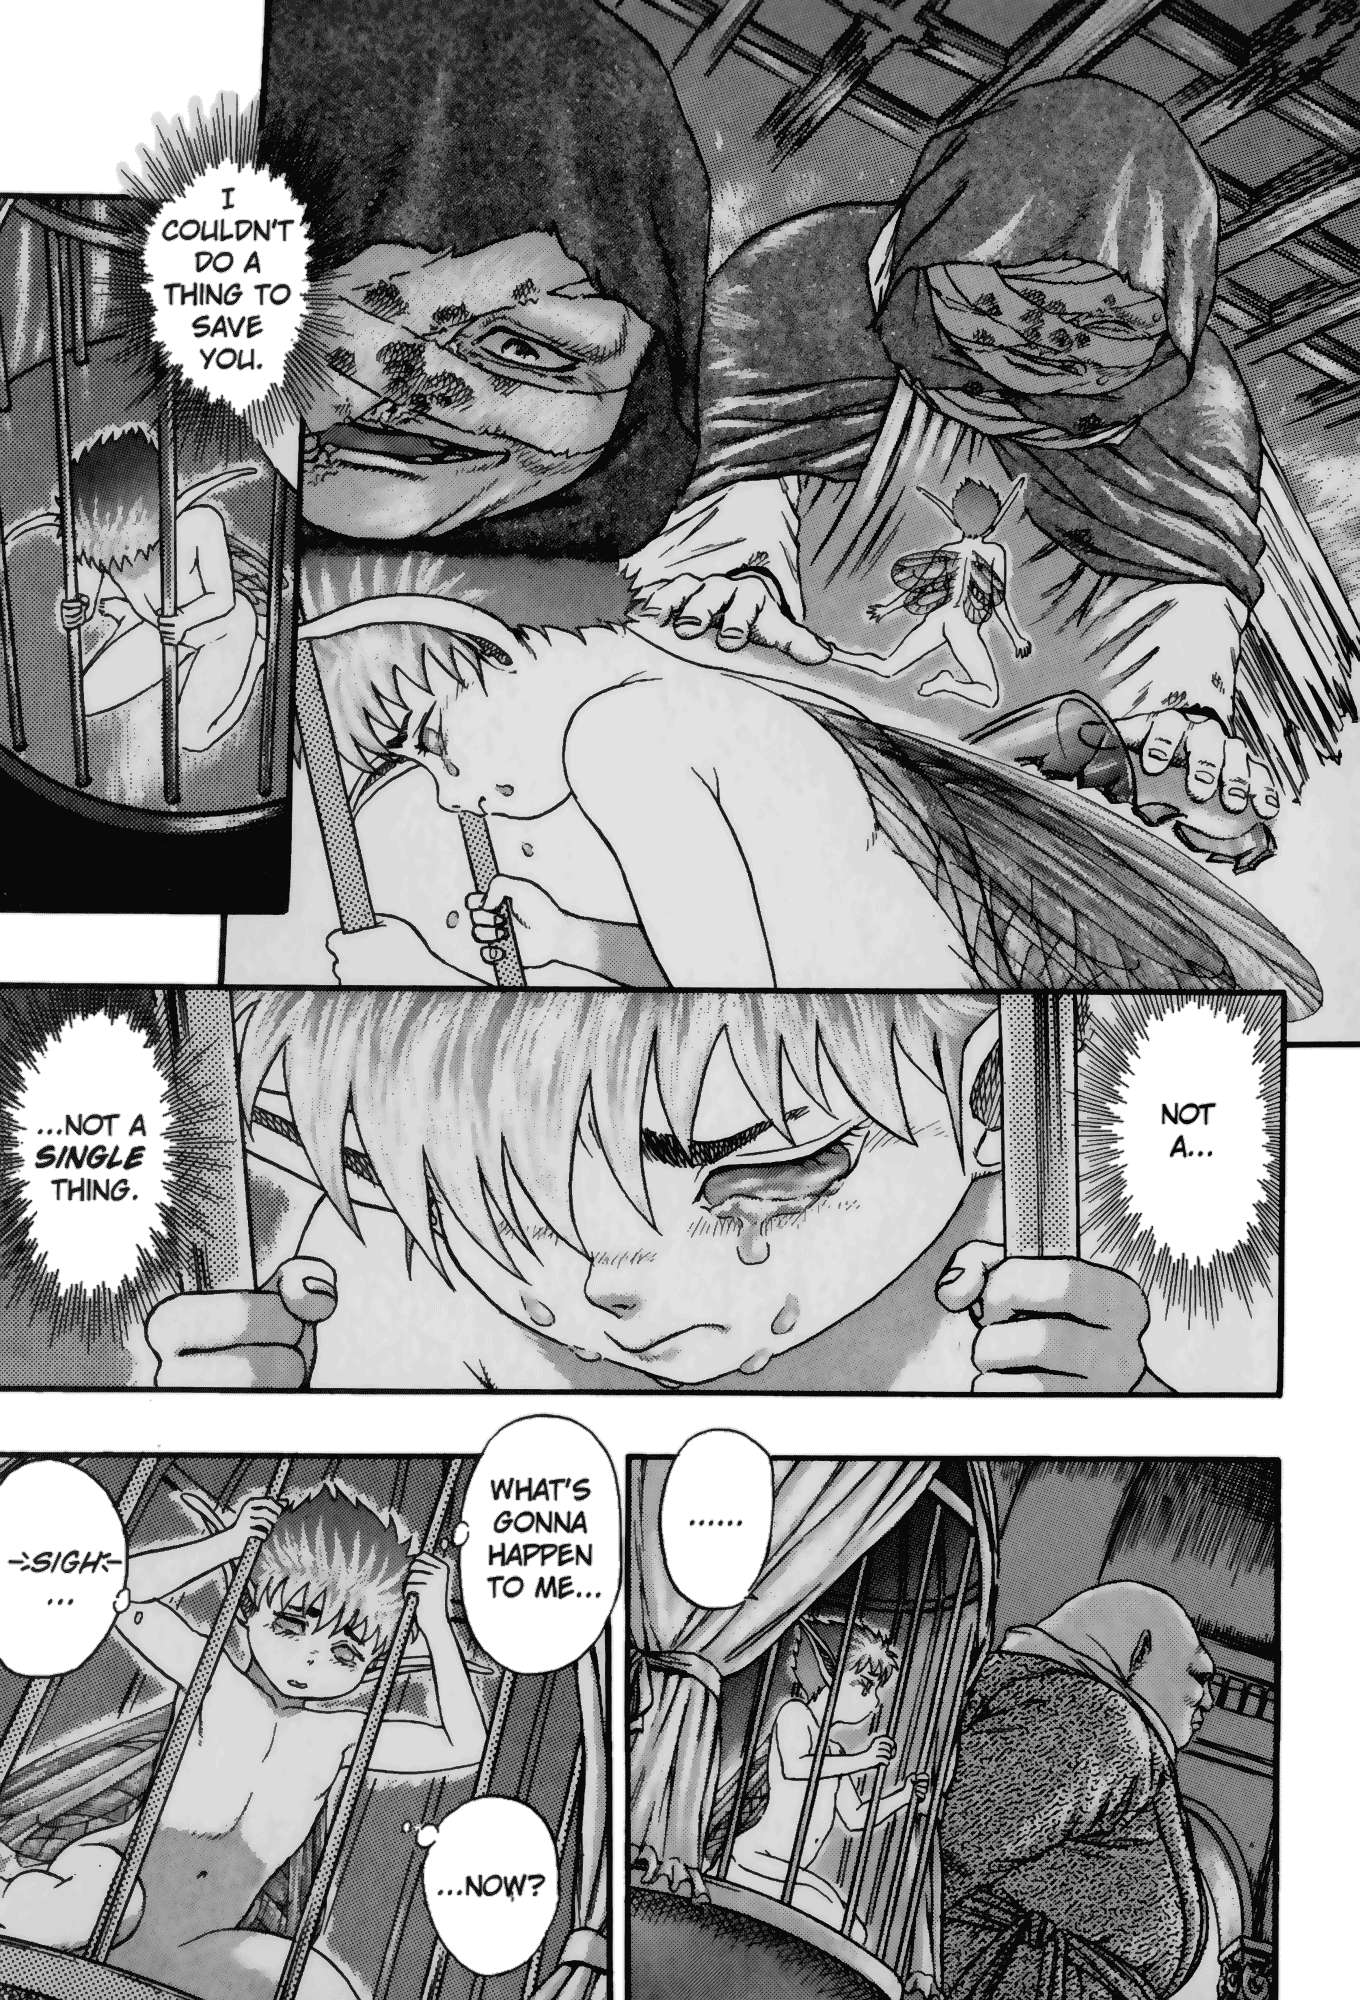 I
COULDN'T
DO A
THING TO
SAVE
YOU.
NOT
A...
...NOT A
SINGLE
THING.
......
WHAT'S
GONNA
HAPPEN
TO ME...
...NOW?
SIGH
...